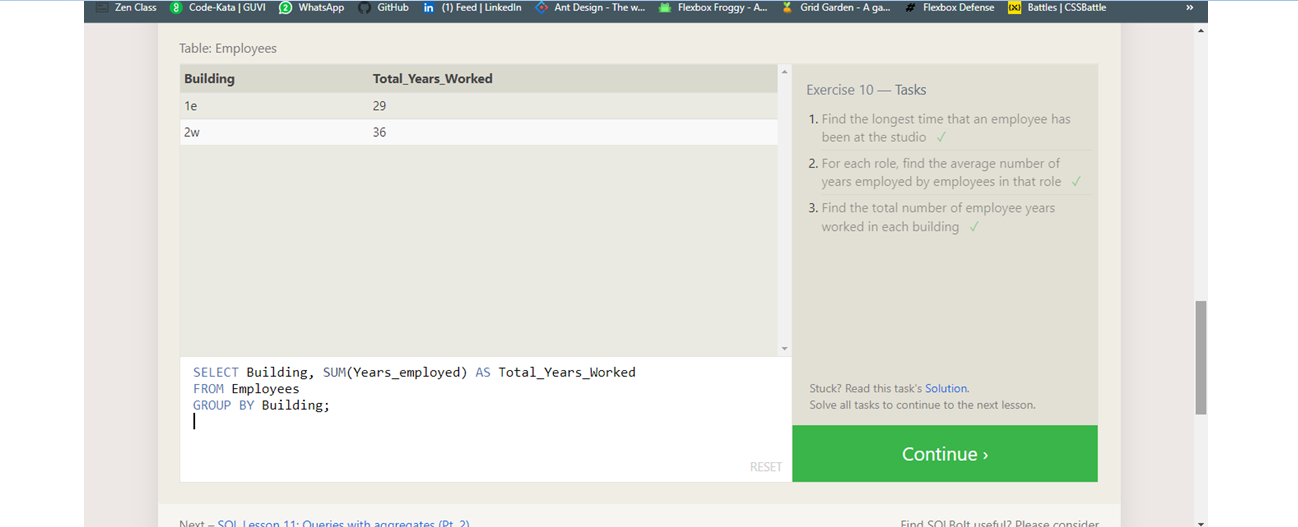 Zen Class Code-Kata | GUVI WhatsApp GitHub (1) Feed | LinkedIn Ant Design - The w... Flexbox Froggy - A... Grid Garden - A ga... Flexbox Defense Battles | CSSBattle »
Table: Employees
Building Total_Years_Worked
1e 29
2w 36
SELECT Building, SUM(Years_employed) AS Total_Years_Worked
FROM Employees
GROUP BY Building;
RESET
Exercise 10 — Tasks
1. Find the longest time that an employee has
been at the studio ✓
2. For each role, find the average number of
years employed by employees in that role ✓
3. Find the total number of employee years
worked in each building ✓
Stuck? Read this task's Solution.
Solve all tasks to continue to the next lesson.
Continue ›
Next – SQL Lesson 11: Queries with aggregates (Pt. 2)
Find SQLBolt useful? Please consider